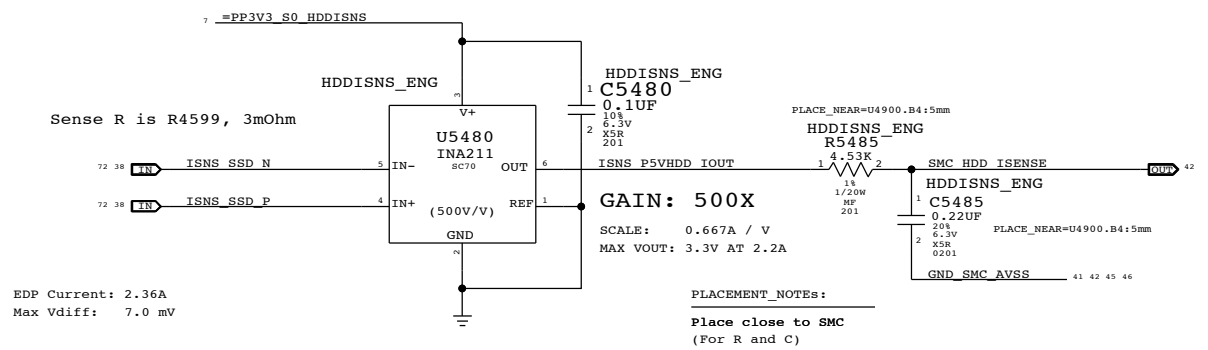 7 =PP3V3_S0_HDDISNS
HDDISNS_ENG
3
V+
HDDISNS_ENG
1 C5480
0.1UF
10%
6.3V
2 X5R
201
Sense R is R4599, 3mOhm
U5480
INA211
SC70
(500V/V)
72 38 IN ISNS_SSD_N 5 IN-
OUT 6 ISNS_P5VHDD_IOUT
72 38 IN ISNS_SSD_P 4 IN+
REF 1
GND
2
PLACE_NEAR=U4900.B4:5mm
HDDISNS_ENG
R5485
1 4.53K 2
1%
1/20W
MF
201
SMC_HDD_ISENSE OUT 42
HDDISNS_ENG
1 C5485
0.22UF
20%
6.3V
2 X5R
0201
PLACE_NEAR=U4900.B4:5mm
GND_SMC_AVSS 41 42 45 46
GAIN: 500X
SCALE: 0.667A / V
MAX VOUT: 3.3V AT 2.2A
EDP Current: 2.36A
Max Vdiff: 7.0 mV
PLACEMENT_NOTEs:
Place close to SMC
(For R and C)